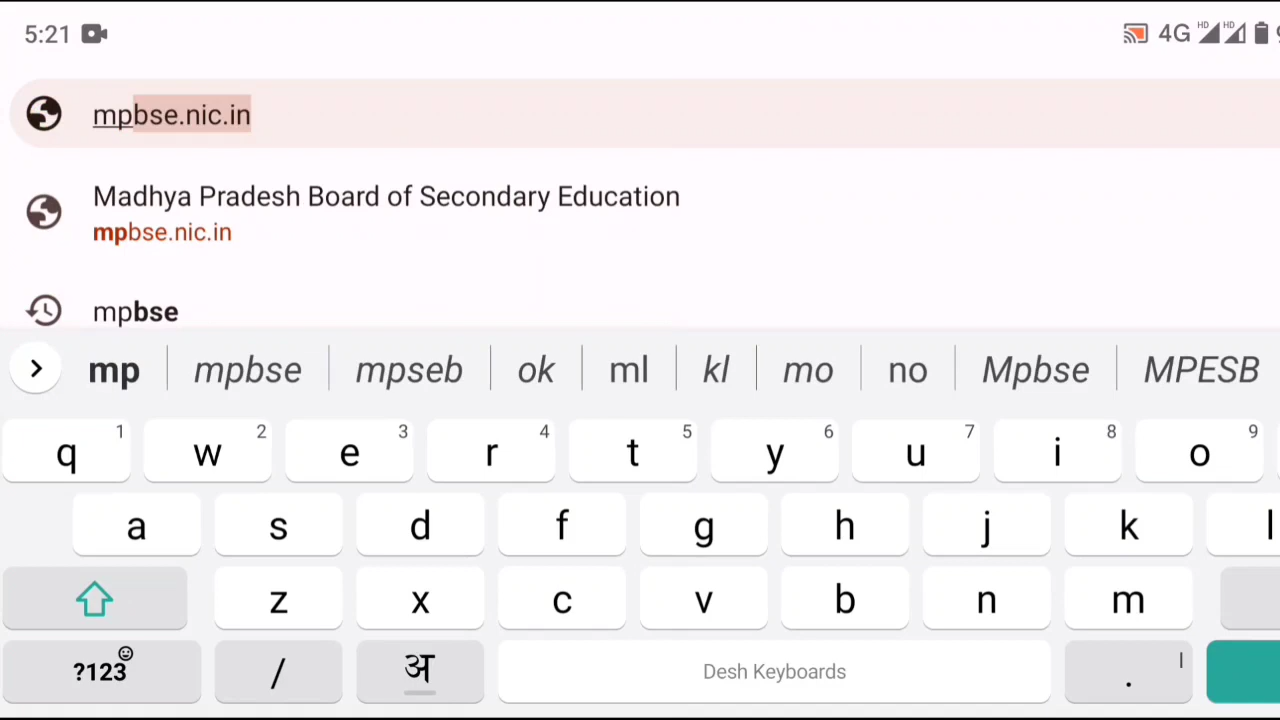 5:21
4G HD HD
mpbse.nic.in
Madhya Pradesh Board of Secondary Education
mpbse.nic.in
mpbse
mp mpbse mpseb ok ml kl mo no Mpbse MPESB
1 2 3 4 5 6 7 8 9
q w e r t y u i o
a s d f g h j k l
z x c v b n m
?123 / अ Desh Keyboards . |